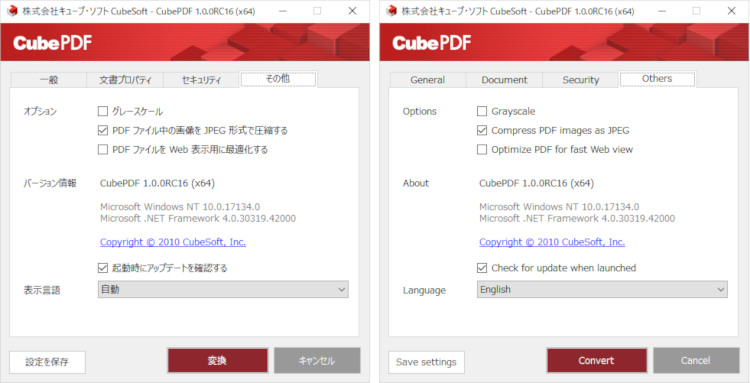 株式会社キューブ・ソフト CubeSoft - CubePDF 1.0.0RC16 (x64)
CubePDF
一般
文書プロパティ
セキュリティ
その他
オプション
グレースケール
PDF ファイル中の画像を JPEG 形式で圧縮する
PDF ファイルを Web 表示用に最適化する
バージョン情報
CubePDF 1.0.0RC16 (x64)
Microsoft Windows NT 10.0.17134.0
Microsoft .NET Framework 4.0.30319.42000
Copyright © 2010 CubeSoft, Inc.
起動時にアップデートを確認する
表示言語
自動
設定を保存
変換
キャンセル
株式会社キューブ・ソフト CubeSoft - CubePDF 1.0.0RC16 (x64)
CubePDF
General
Document
Security
Others
Options
Grayscale
Compress PDF images as JPEG
Optimize PDF for fast Web view
About
CubePDF 1.0.0RC16 (x64)
Microsoft Windows NT 10.0.17134.0
Microsoft .NET Framework 4.0.30319.42000
Copyright © 2010 CubeSoft, Inc.
Check for update when launched
Language
English
Save settings
Convert
Cancel